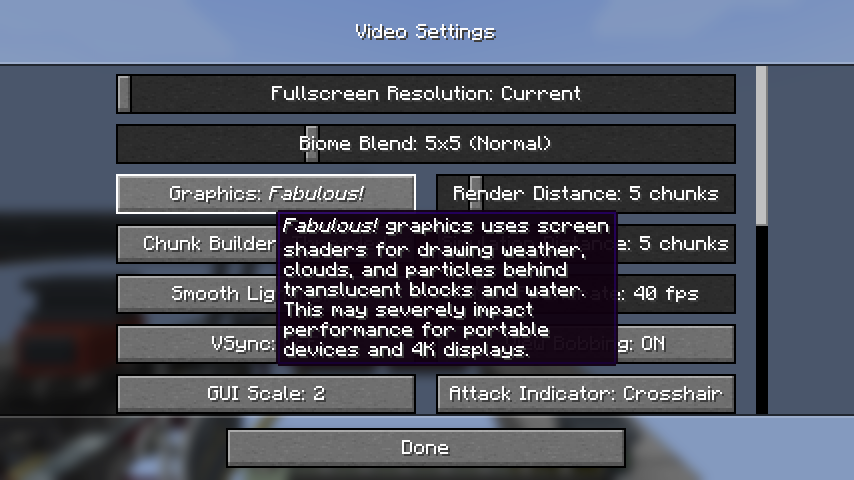 Video Settings
Fullscreen Resolution: Current
Biome Blend: 5x5 (Normal)
Graphics: Fabulous!
Render Distance: 5 chunks
Fabulous! graphics uses screen
shaders for drawing weather,
clouds, and particles behind
translucent blocks and water.
This may severely impact
performance for portable
devices and 4K displays.
Chunk Builder
5 chunks
Smooth
40 fps
VSync:
Bobbing: ON
GUI Scale: 2
Attack Indicator: Crosshair
Done